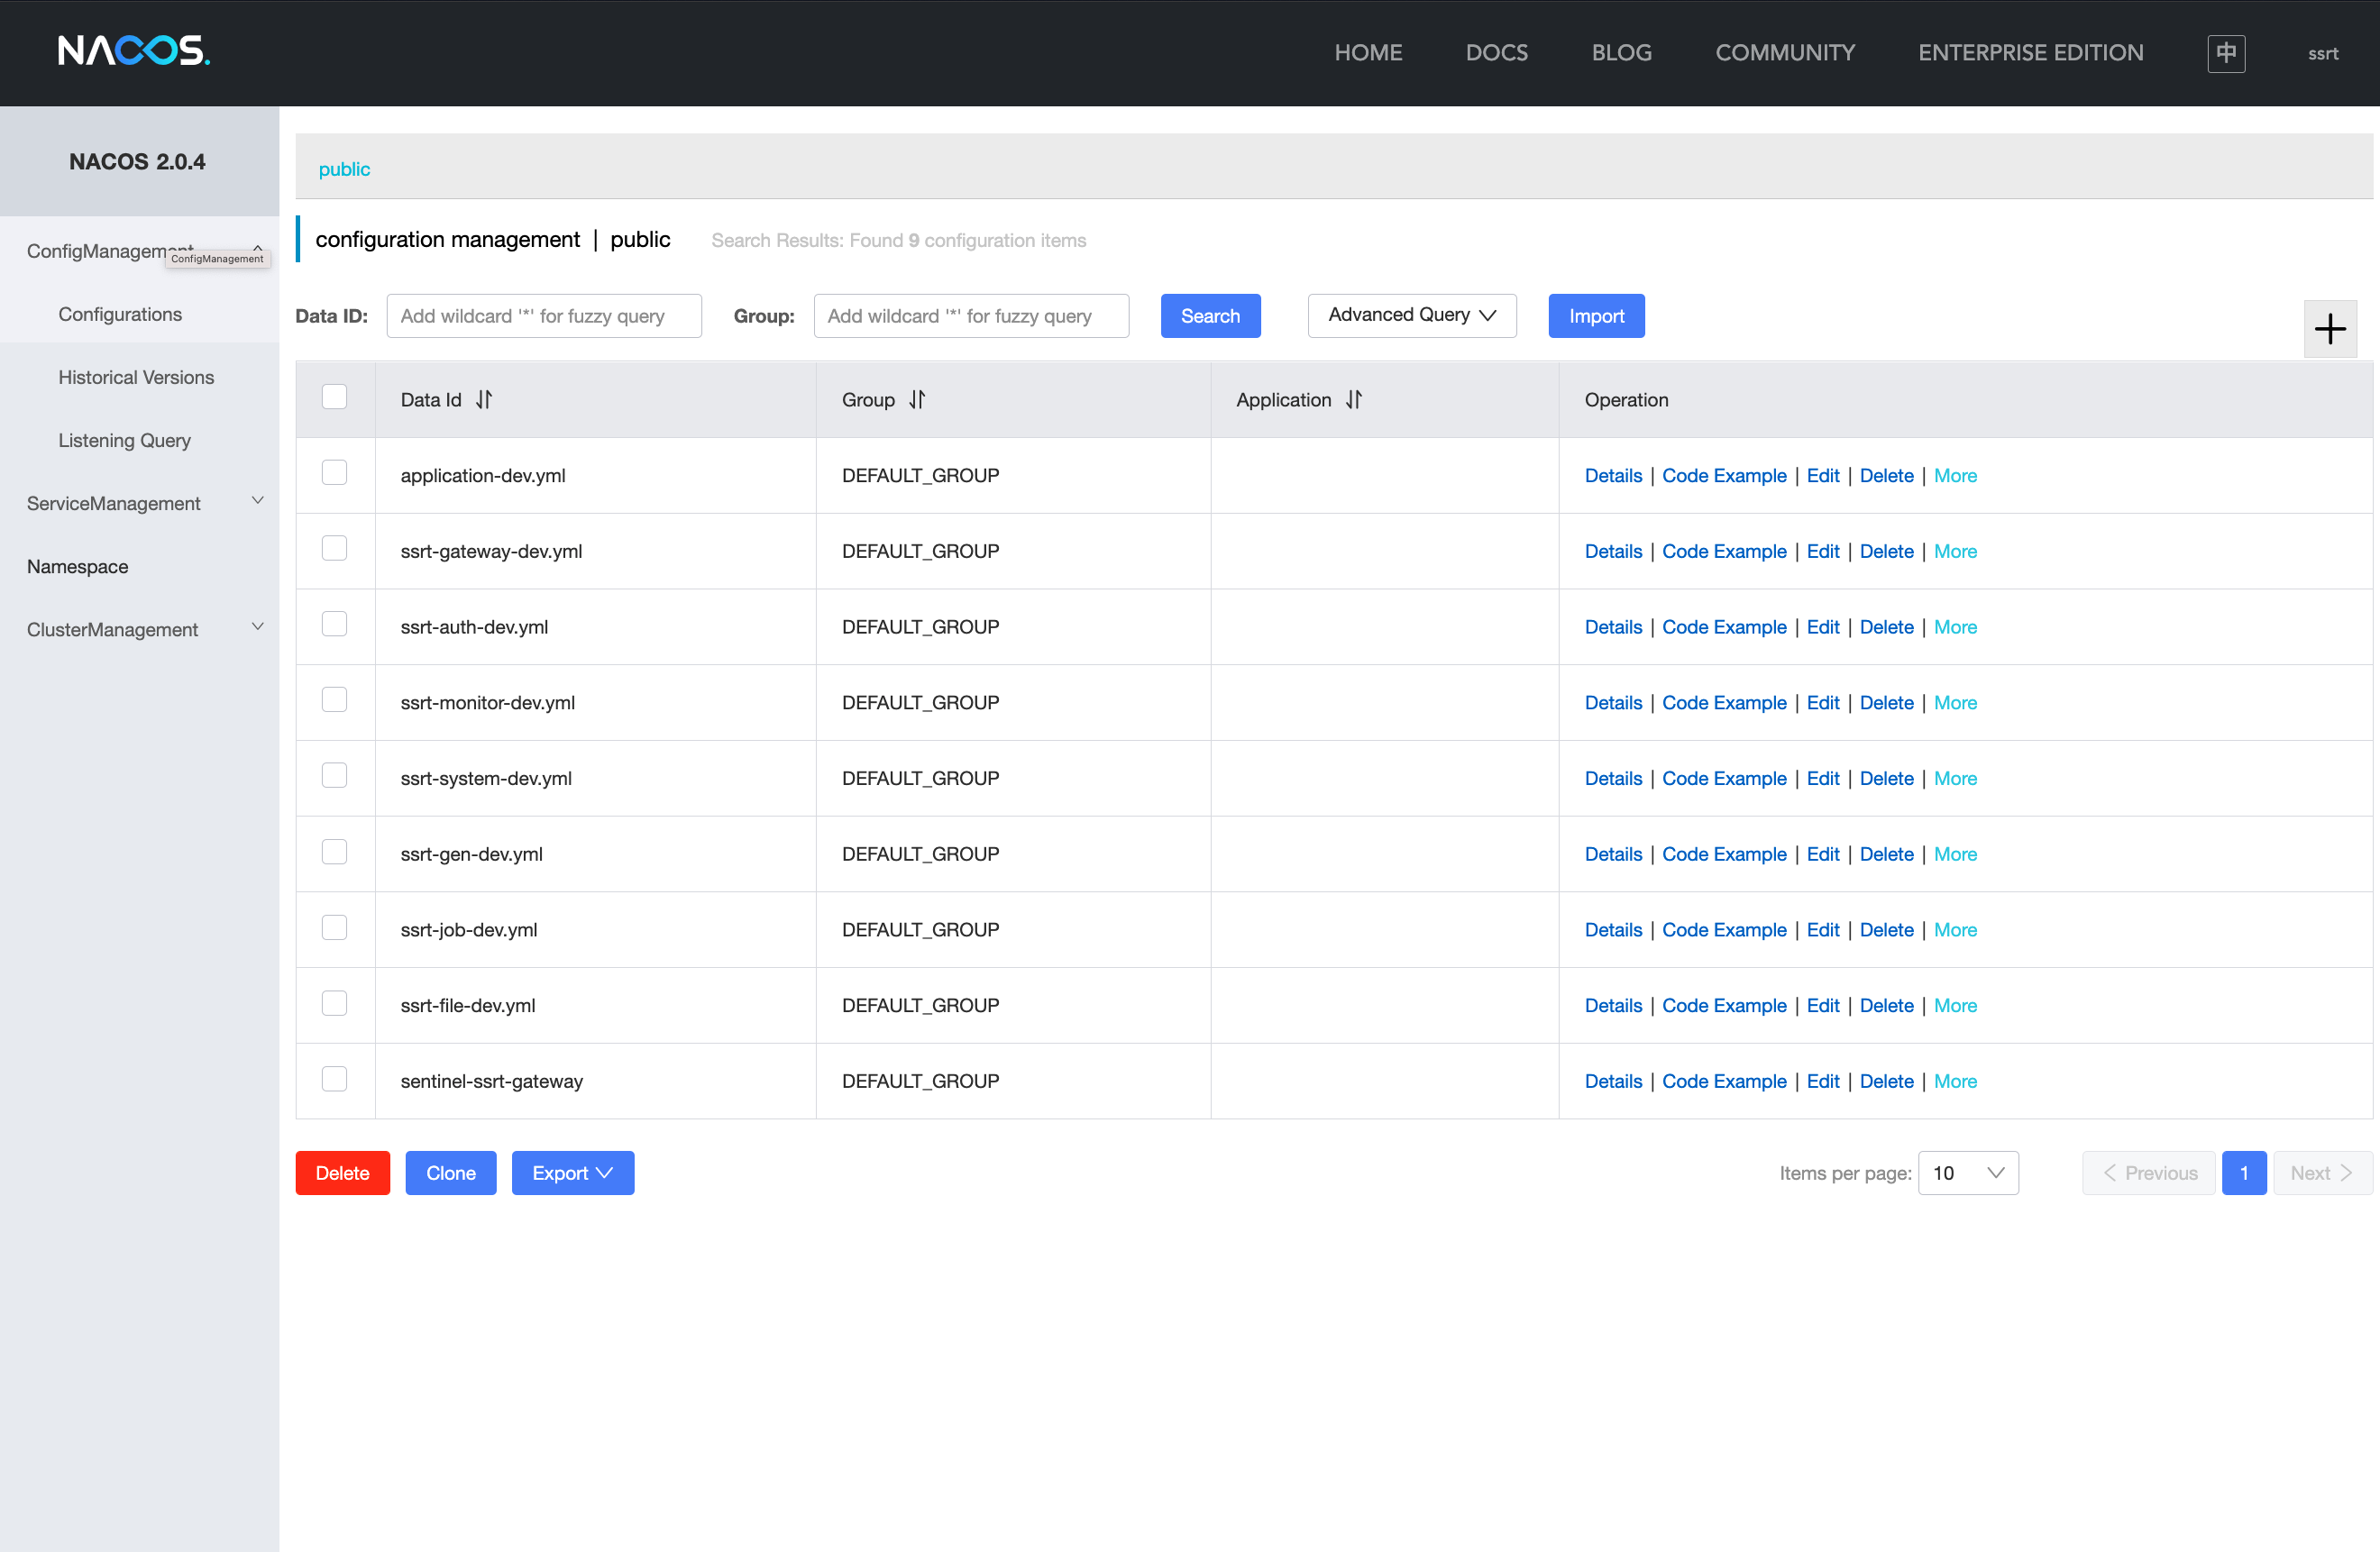 NACOS.
HOME DOCS BLOG COMMUNITY ENTERPRISE EDITION 中 ssrt
NACOS 2.0.4
ConfigManagement
ConfigManagement
Configurations
Historical Versions
Listening Query
ServiceManagement
Namespace
ClusterManagement
public
configuration management | public Search Results: Found 9 configuration items
Data ID: Add wildcard '*' for fuzzy query Group: Add wildcard '*' for fuzzy query Search Advanced Query Import
Data Id Group Application Operation
application-dev.yml DEFAULT_GROUP Details | Code Example | Edit | Delete | More
ssrt-gateway-dev.yml DEFAULT_GROUP Details | Code Example | Edit | Delete | More
ssrt-auth-dev.yml DEFAULT_GROUP Details | Code Example | Edit | Delete | More
ssrt-monitor-dev.yml DEFAULT_GROUP Details | Code Example | Edit | Delete | More
ssrt-system-dev.yml DEFAULT_GROUP Details | Code Example | Edit | Delete | More
ssrt-gen-dev.yml DEFAULT_GROUP Details | Code Example | Edit | Delete | More
ssrt-job-dev.yml DEFAULT_GROUP Details | Code Example | Edit | Delete | More
ssrt-file-dev.yml DEFAULT_GROUP Details | Code Example | Edit | Delete | More
sentinel-ssrt-gateway DEFAULT_GROUP Details | Code Example | Edit | Delete | More
Delete Clone Export Items per page: 10 Previous 1 Next